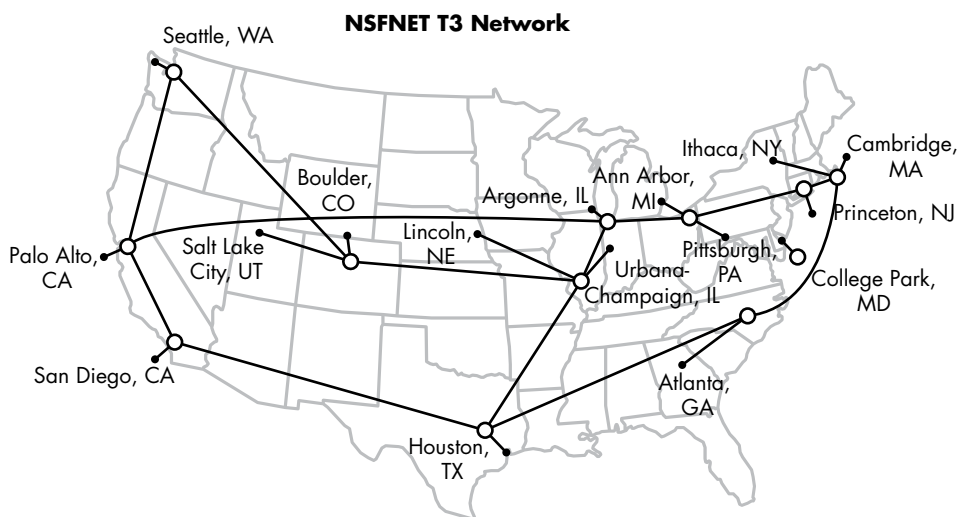 NSFNET T3 Network
Seattle, WA
Ithaca, NY
Cambridge,
MA
Boulder,
CO
Argonne, IL
Ann Arbor,
MI
Princeton, NJ
Palo Alto,
CA
Salt Lake
City, UT
Lincoln,
NE
Urbana-
Champaign, IL
Pittsburgh,
PA
College Park,
MD
San Diego, CA
Atlanta,
GA
Houston,
TX